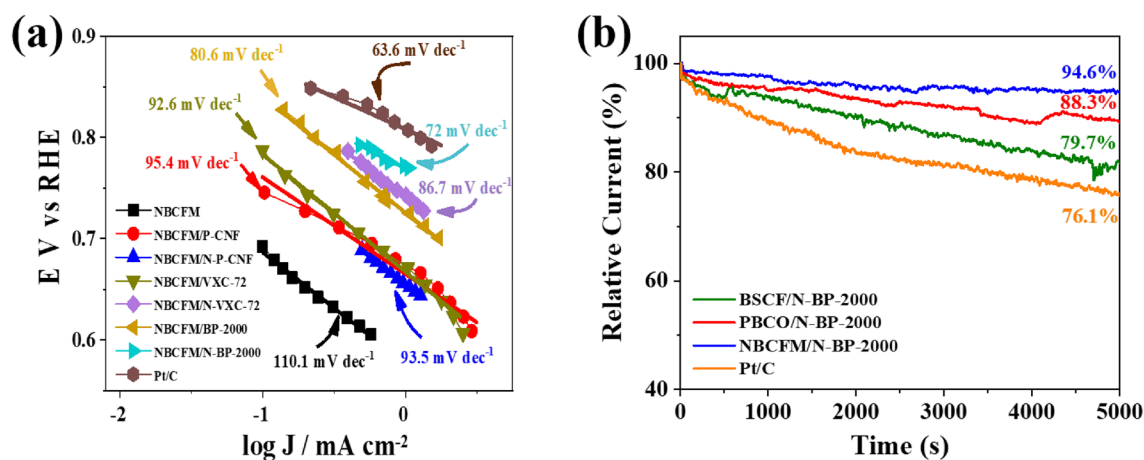 (a)
E V vs RHE
0.9
0.8
0.7
0.6
80.6 mV dec⁻¹
63.6 mV dec⁻¹
92.6 mV dec⁻¹
72 mV dec⁻¹
95.4 mV dec⁻¹
86.7 mV dec⁻¹
NBCFM
NBCFM/P-CNF
NBCFM/N-P-CNF
NBCFM/VXC-72
NBCFM/N-VXC-72
NBCFM/BP-2000
NBCFM/N-BP-2000
Pt/C
110.1 mV dec⁻¹
93.5 mV dec⁻¹
-2 -1 0
log J / mA cm⁻²
(b)
Relative Current (%)
100
80
60
40
94.6%
88.3%
79.7%
76.1%
BSCF/N-BP-2000
PBCO/N-BP-2000
NBCFM/N-BP-2000
Pt/C
0 1000 2000 3000 4000 5000
Time (s)